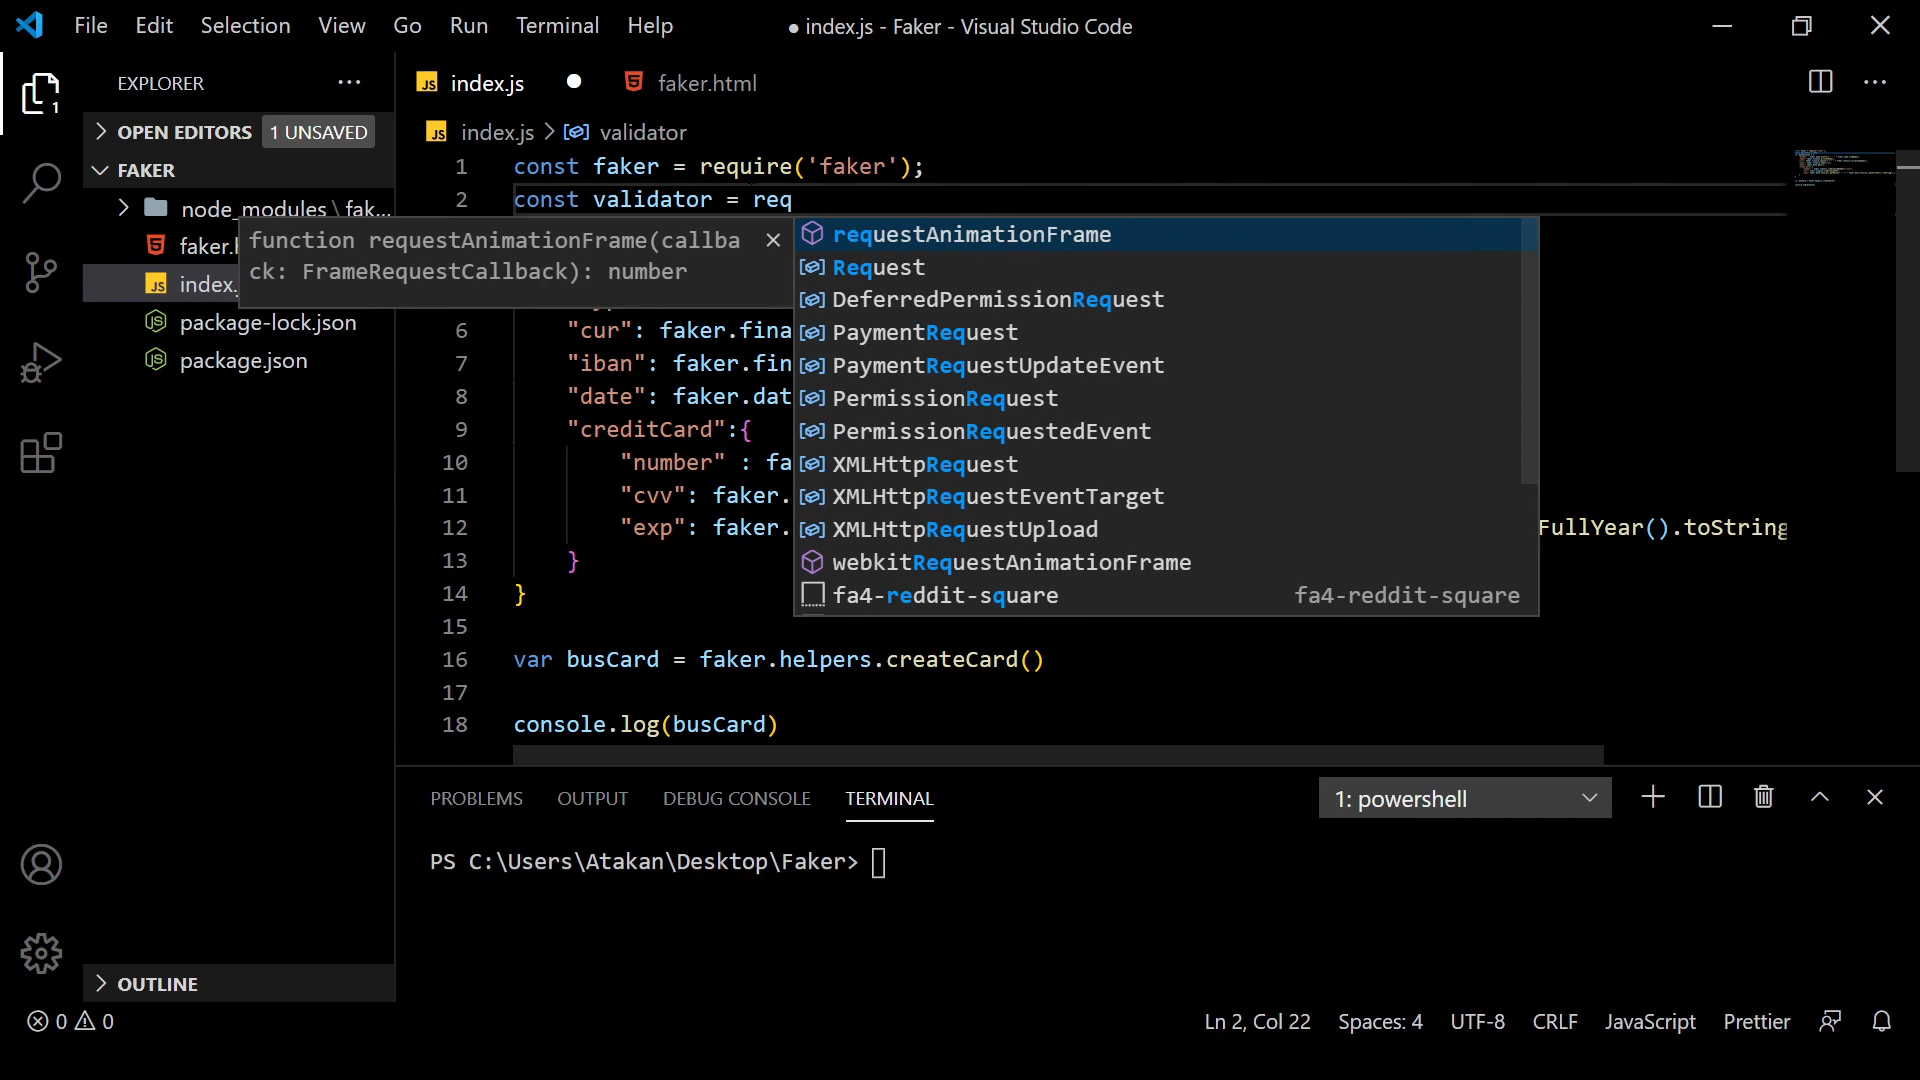 File Edit Selection View Go Run Terminal Help
● index.js - Faker - Visual Studio Code
EXPLORER
OPEN EDITORS 1 UNSAVED
FAKER
node_modules \ fak...
faker.h
index.
package-lock.json
package.json
OUTLINE
1
index.js
faker.html
index.js > validator
1 const faker = require('faker');
2 const validator = req
function requestAnimationFrame(callba
ck: FrameRequestCallback): number
requestAnimationFrame
Request
DeferredPermissionRequest
PaymentRequest
PaymentRequestUpdateEvent
PermissionRequest
PermissionRequestedEvent
XMLHttpRequest
XMLHttpRequestEventTarget
XMLHttpRequestUpload
webkitRequestAnimationFrame
fa4-reddit-square fa4-reddit-square
6 "cur": faker.fina
7 "iban": faker.fin
8 "date": faker.dat
9 "creditCard":{
10 "number" : fa
11 "cvv": faker.
12 "exp": faker. FullYear().toString
13 }
14 }
15
16 var busCard = faker.helpers.createCard()
17
18 console.log(busCard)
PROBLEMS OUTPUT DEBUG CONSOLE TERMINAL
1: powershell
PS C:\Users\Atakan\Desktop\Faker>
0 0
Ln 2, Col 22 Spaces: 4 UTF-8 CRLF JavaScript Prettier